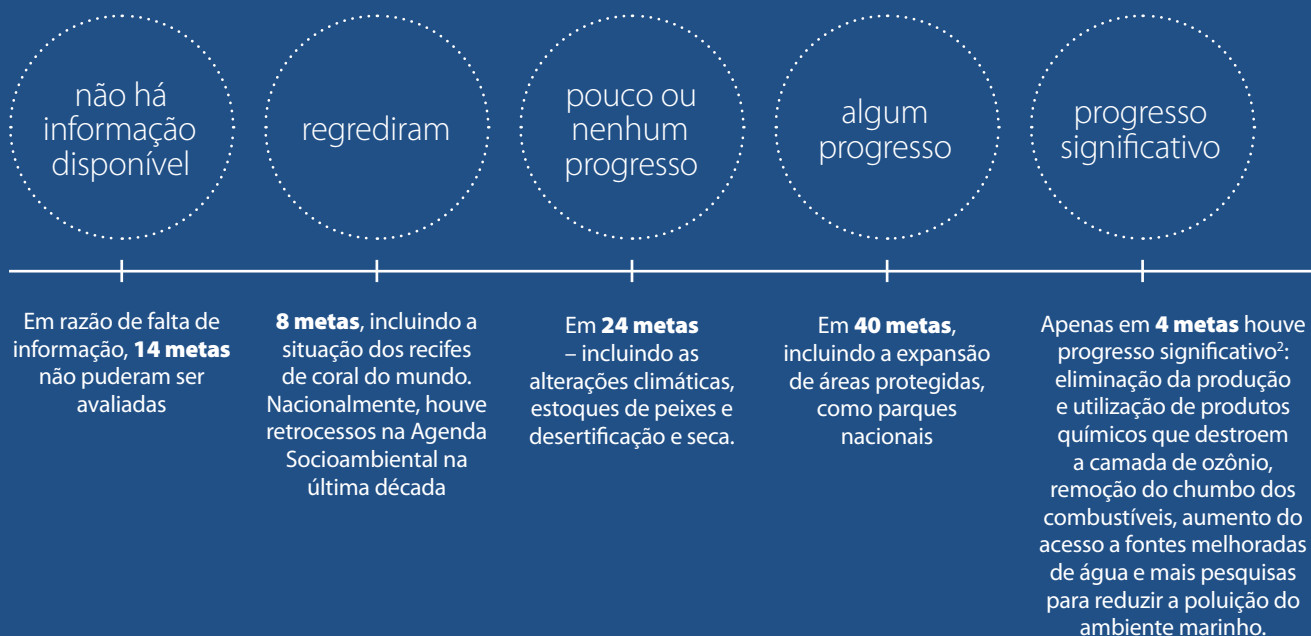 não há
informação
disponível
regrediram
pouco ou
nenhum
progresso
algum
progresso
progresso
significativo
Em razão de falta de
informação, 14 metas
não puderam ser
avaliadas
8 metas, incluindo a
situação dos recifes
de coral do mundo.
Nacionalmente, houve
retrocessos na Agenda
Socioambiental na
última década
Em 24 metas
– incluindo as
alterações climáticas,
estoques de peixes e
desertificação e seca.
Em 40 metas,
incluindo a expansão
de áreas protegidas,
como parques
nacionais
Apenas em 4 metas houve
progresso significativo²:
eliminação da produção
e utilização de produtos
químicos que destroem
a camada de ozônio,
remoção do chumbo dos
combustíveis, aumento do
acesso a fontes melhoradas
de água e mais pesquisas
para reduzir a poluição do
ambiente marinho.